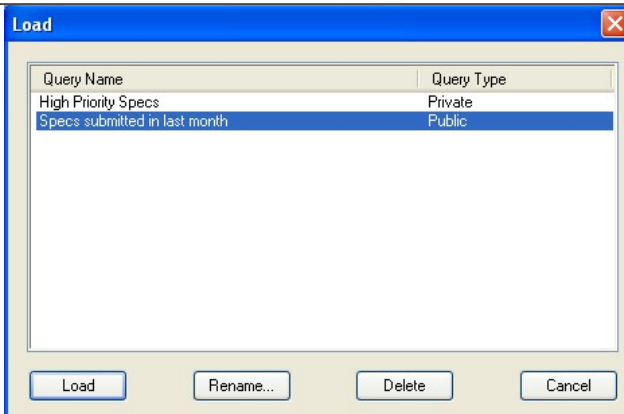 Load
Query Name Query Type
High Priority Specs Private
Specs submitted in last month Public
Load Rename... Delete Cancel